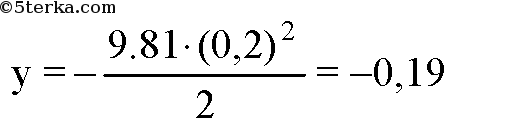 ©5terka.com
y = − 9.81·(0,2)² / 2 = −0,19